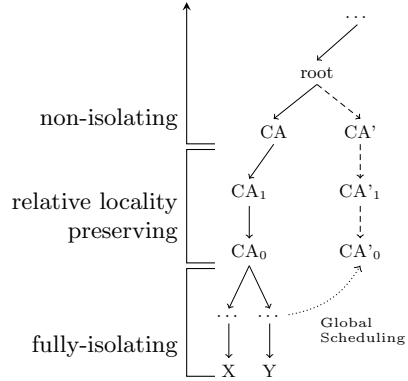 ...
root
non-isolating
CA CA'
relative locality
preserving
CA₁ CA'₁
CA₀ CA'₀
... ...
Global
Scheduling
fully-isolating
X Y